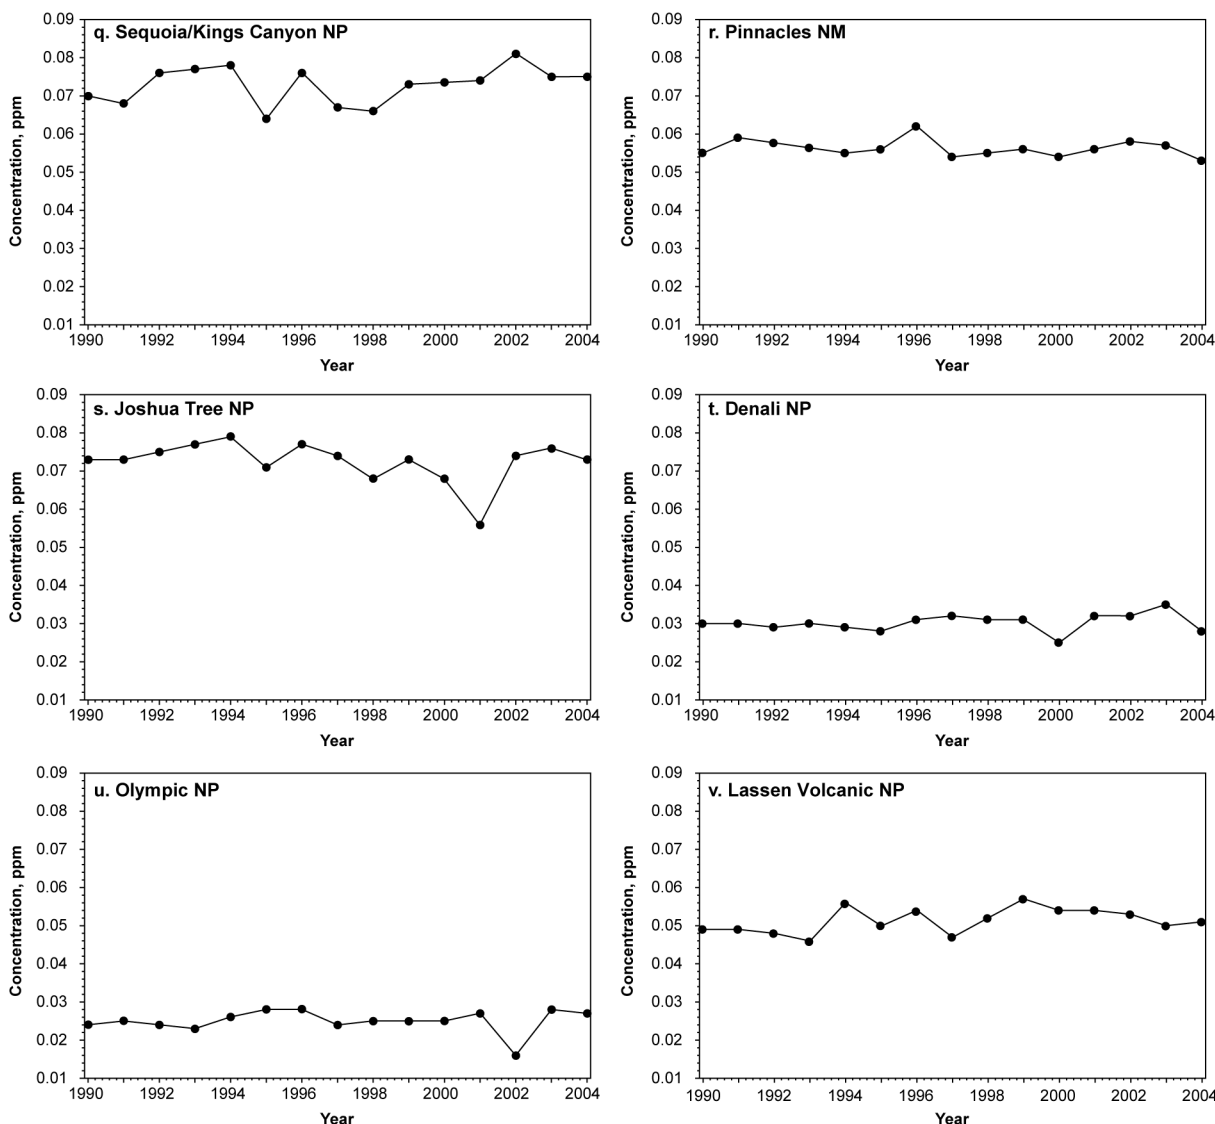 q. Sequoia/Kings Canyon NP
Concentration, ppm
0.09
0.08
0.07
0.06
0.05
0.04
0.03
0.02
0.01
1990 1992 1994 1996 1998 2000 2002 2004
Year
r. Pinnacles NM
Concentration, ppm
0.09
0.08
0.07
0.06
0.05
0.04
0.03
0.02
0.01
1990 1992 1994 1996 1998 2000 2002 2004
Year
s. Joshua Tree NP
Concentration, ppm
0.09
0.08
0.07
0.06
0.05
0.04
0.03
0.02
0.01
1990 1992 1994 1996 1998 2000 2002 2004
Year
t. Denali NP
Concentration, ppm
0.09
0.08
0.07
0.06
0.05
0.04
0.03
0.02
0.01
1990 1992 1994 1996 1998 2000 2002 2004
Year
u. Olympic NP
Concentration, ppm
0.09
0.08
0.07
0.06
0.05
0.04
0.03
0.02
0.01
1990 1992 1994 1996 1998 2000 2002 2004
Year
v. Lassen Volcanic NP
Concentration, ppm
0.09
0.08
0.07
0.06
0.05
0.04
0.03
0.02
0.01
1990 1992 1994 1996 1998 2000 2002 2004
Year